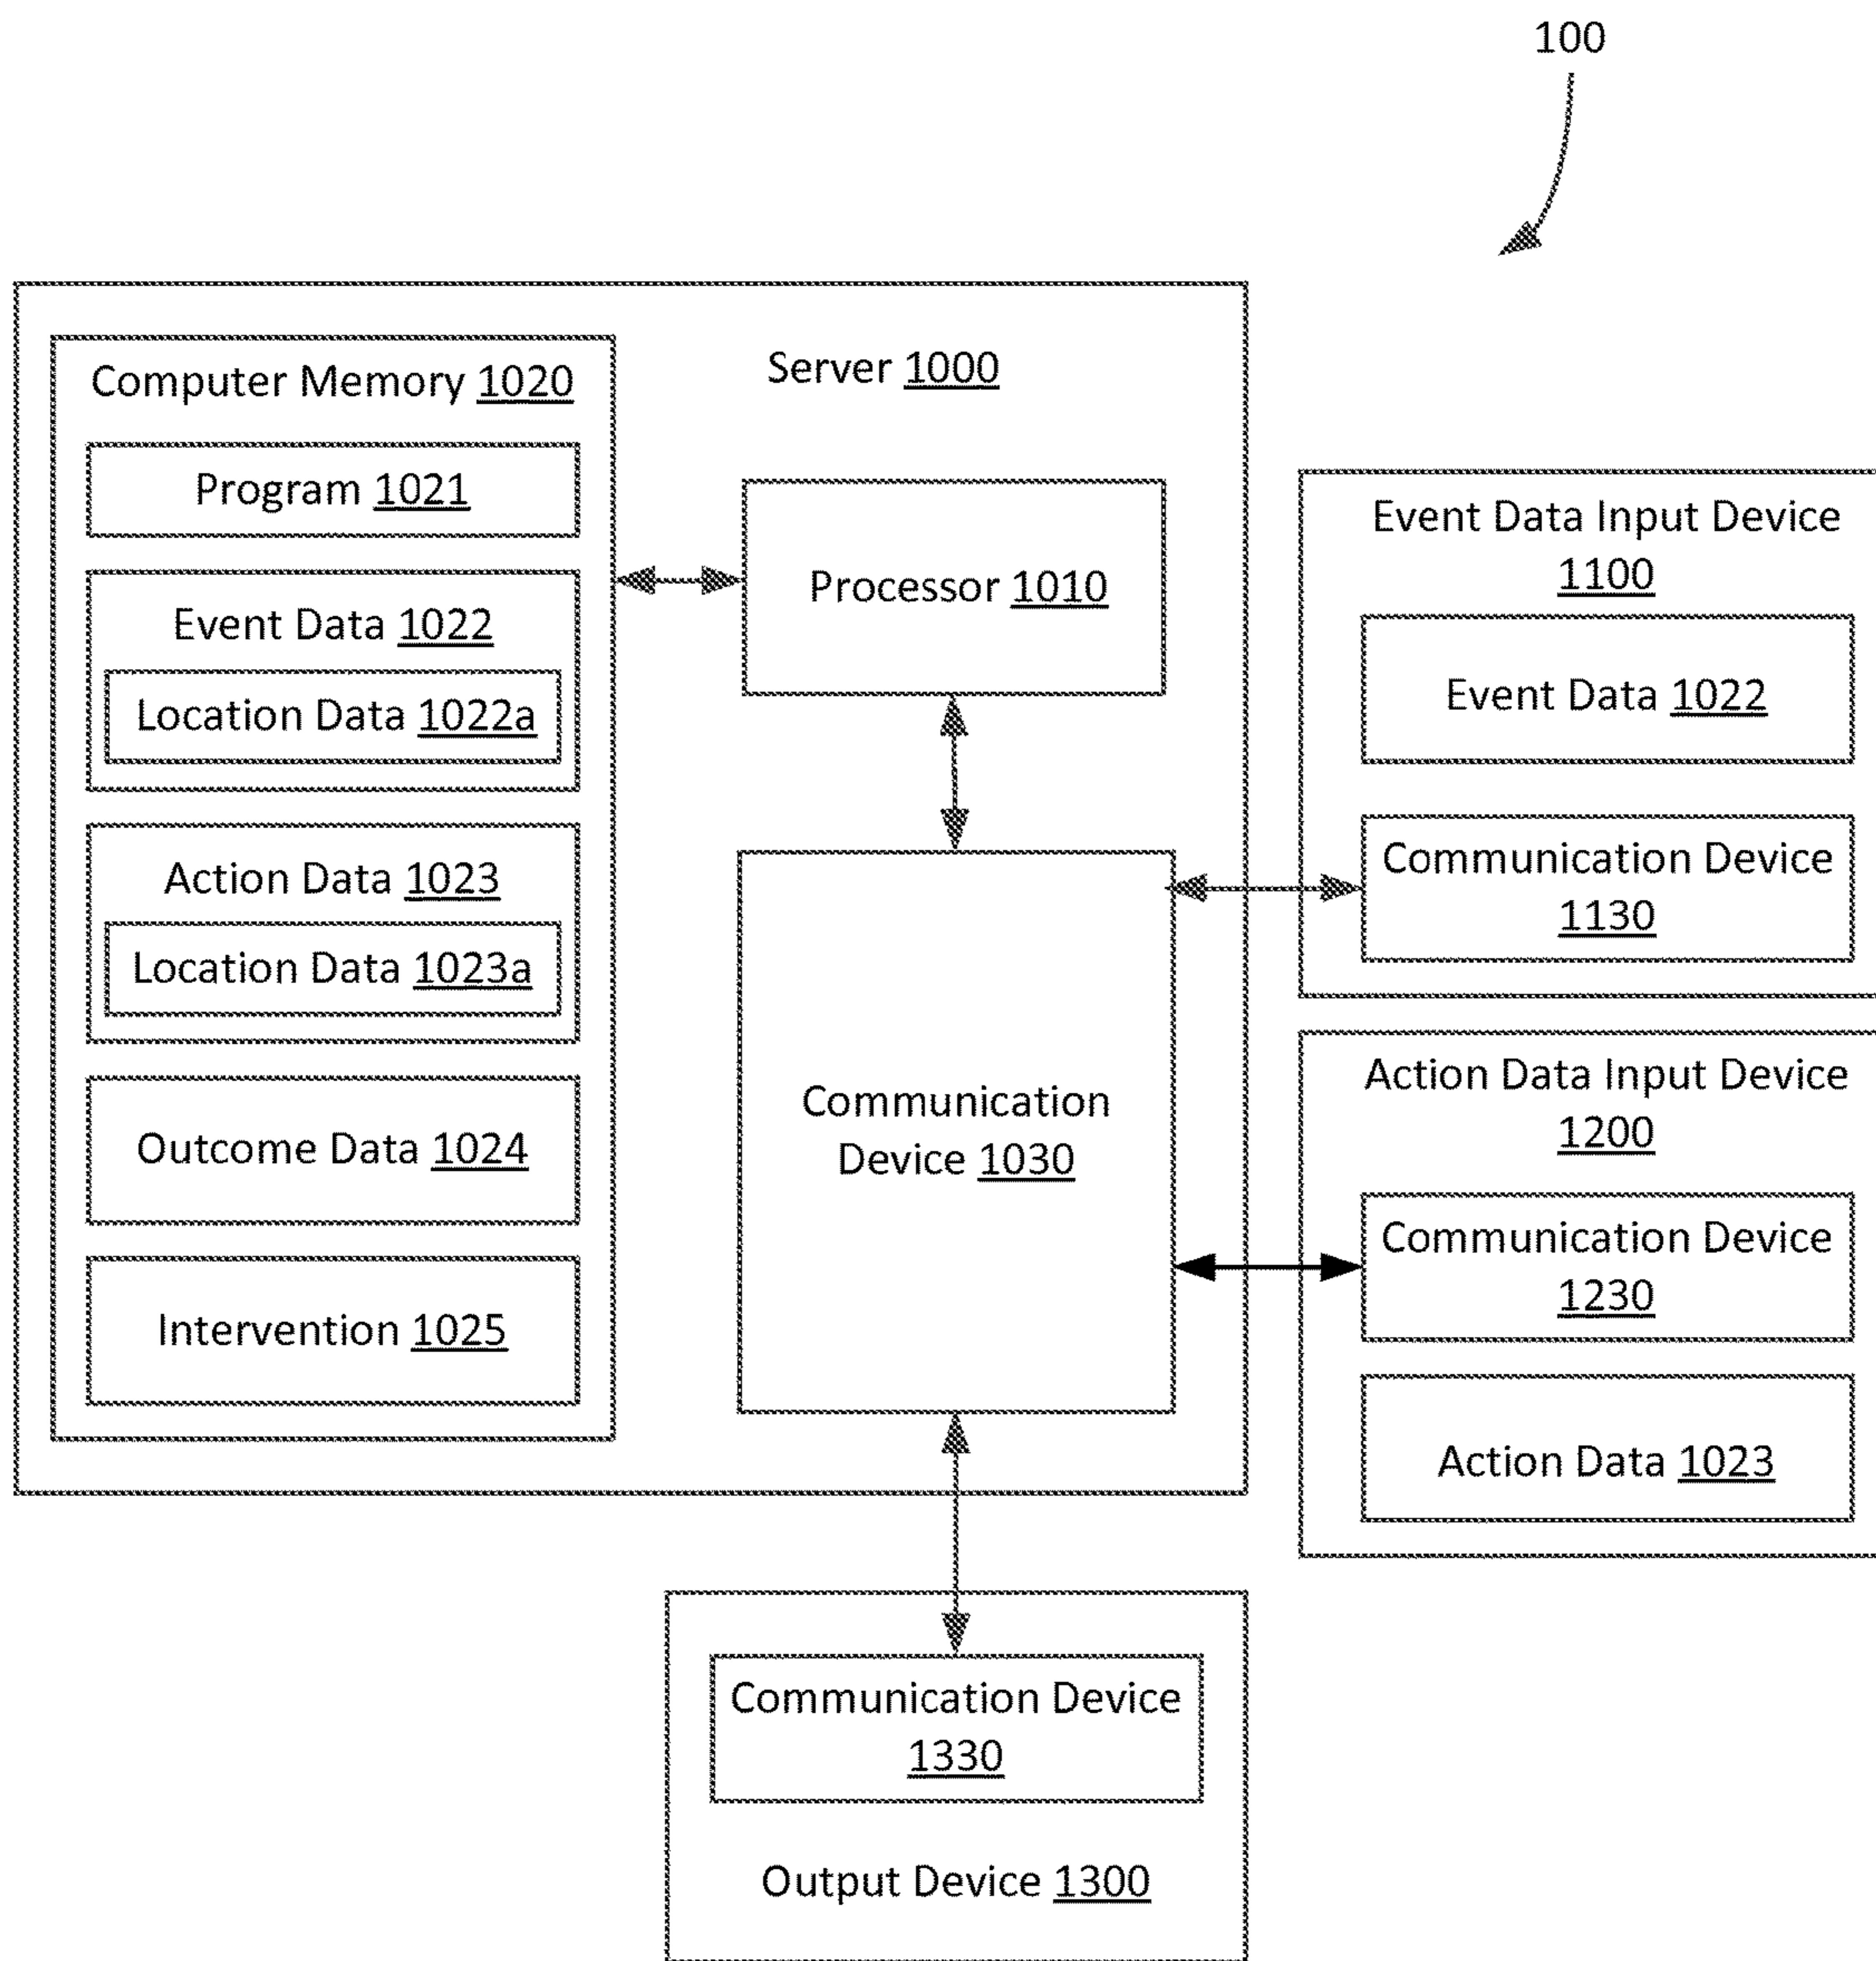 100
Server 1000
Computer Memory 1020
Program 1021
Event Data 1022
Location Data 1022a
Action Data 1023
Location Data 1023a
Outcome Data 1024
Intervention 1025
Processor 1010
Communication
Device 1030
Event Data Input Device
1100
Event Data 1022
Communication Device
1130
Action Data Input Device
1200
Communication Device
1230
Action Data 1023
Communication Device
1330
Output Device 1300